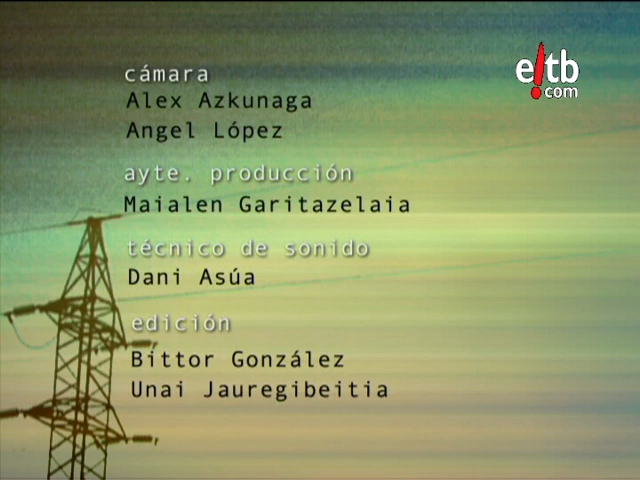 cámara
Alex Azkunaga
Angel López
ayte. producción
Maialen Garitazelaia
técnico de sonido
Dani Asúa
edición
Bittor González
Unai Jauregibeitia
e!tb
.com